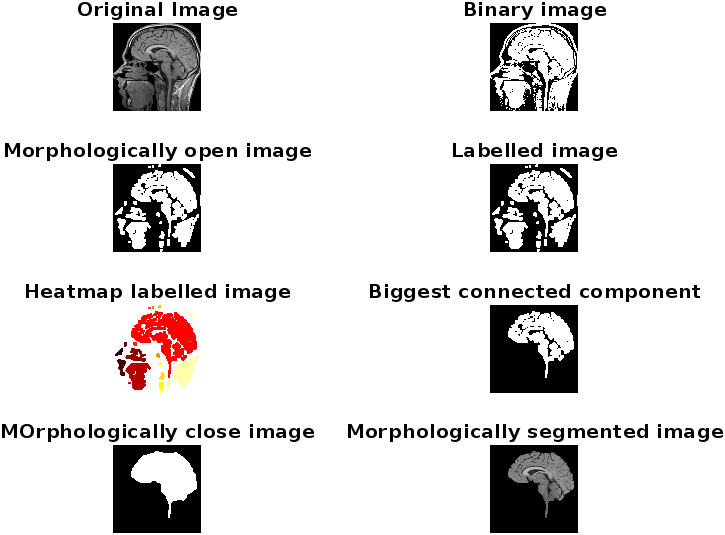 Original Image
Binary image
Morphologically open image
Labelled image
Heatmap labelled image
Biggest connected component
MOrphologically close image
Morphologically segmented image